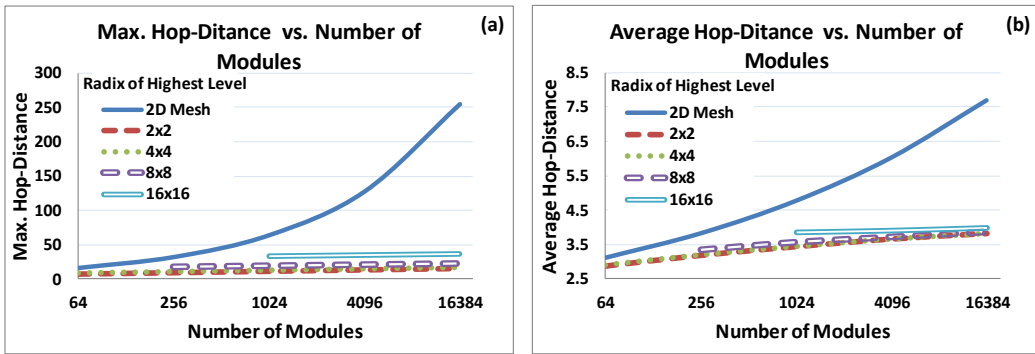 Max. Hop-Ditance vs. Number of
Modules
(a)
Radix of Highest Level
2D Mesh
2x2
4x4
8x8
16x16
300
250
200
150
100
50
0
Max. Hop-Distance
64
256
1024
4096
16384
Number of Modules
Average Hop-Ditance vs. Number of
Modules
(b)
Radix of Highest Level
2D Mesh
2x2
4x4
8x8
16x16
8.5
7.5
6.5
5.5
4.5
3.5
2.5
Average Hop-Distance
64
256
1024
4096
16384
Number of Modules